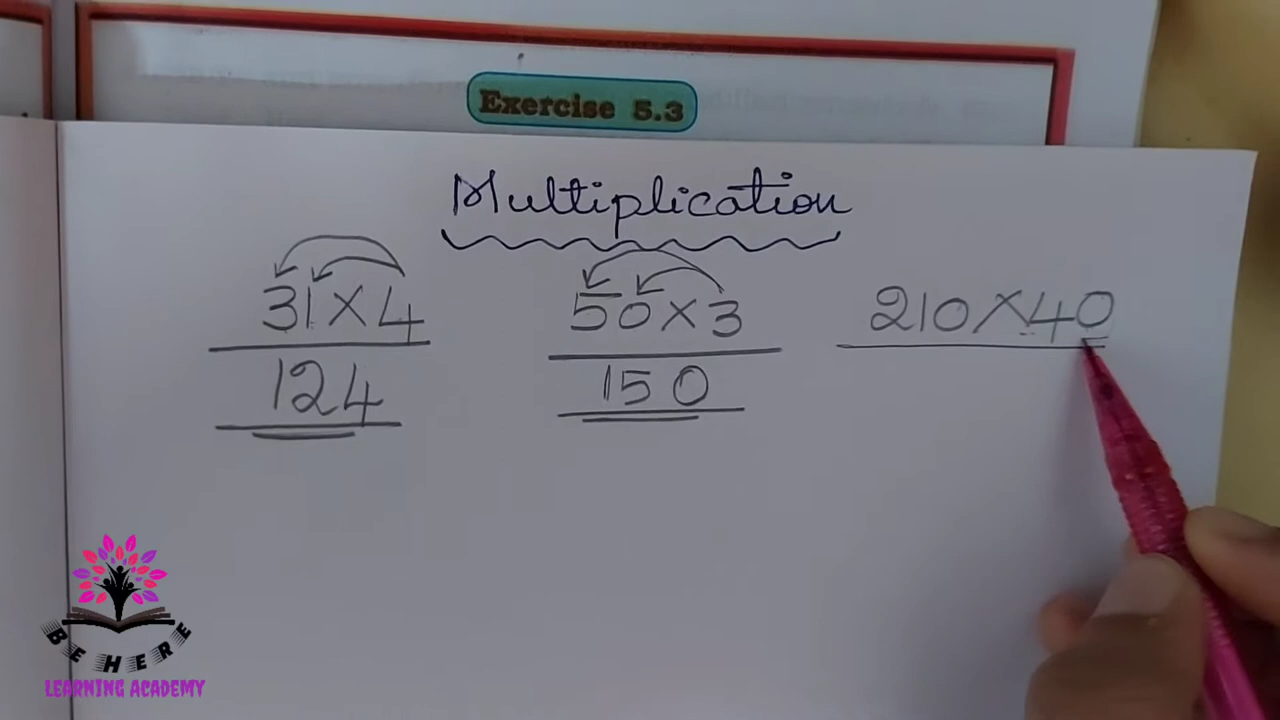 Exercise 5.3
Multiplication
31×4
124
50×3
150
210×40
BE HERE
LEARNING ACADEMY